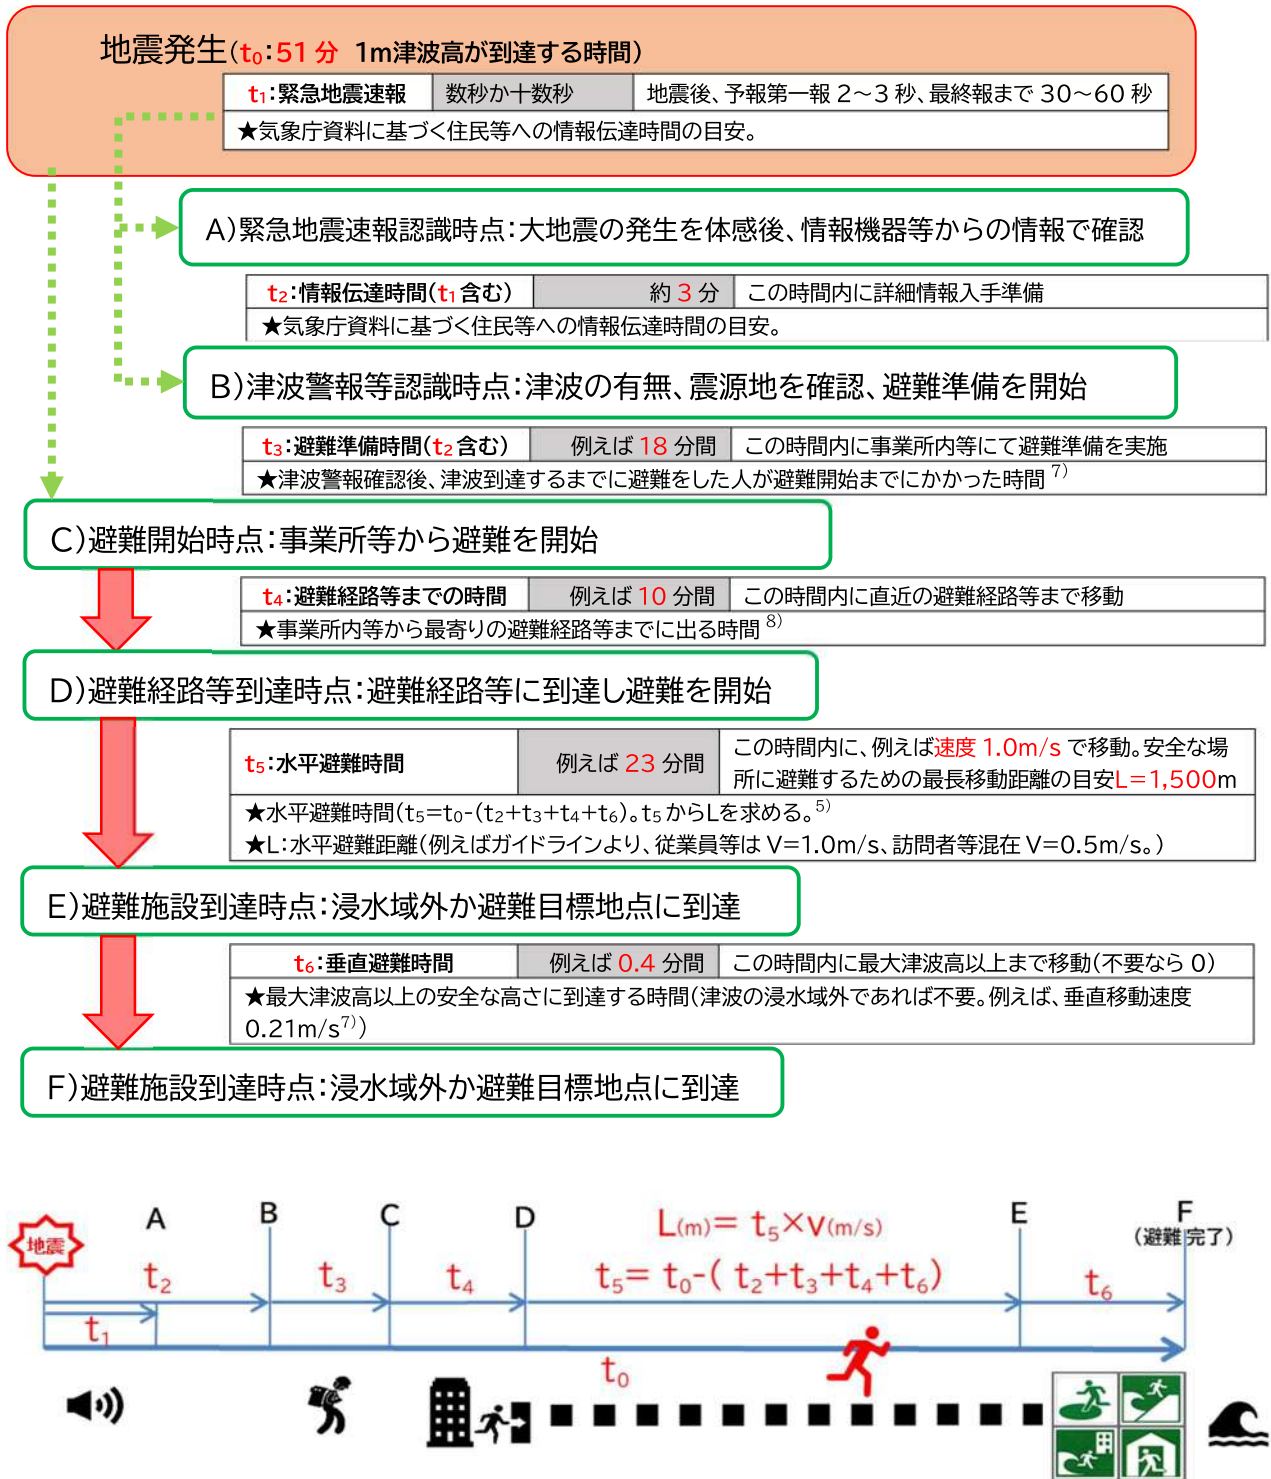 地震発生(t₀：51 分 1m津波高が到達する時間)
t₁：緊急地震速報 数秒か十数秒 地震後、予報第一報 2～3 秒、最終報まで 30～60 秒
★気象庁資料に基づく住民等への情報伝達時間の目安。
A)緊急地震速報認識時点：大地震の発生を体感後、情報機器等からの情報で確認
t₂：情報伝達時間(t₁ 含む) 約 3 分 この時間内に詳細情報入手準備
★気象庁資料に基づく住民等への情報伝達時間の目安。
B)津波警報等認識時点：津波の有無、震源地を確認、避難準備を開始
t₃：避難準備時間(t₂ 含む) 例えば 18 分間 この時間内に事業所内等にて避難準備を実施
★津波警報確認後、津波到達するまでに避難をした人が避難開始までにかかった時間 ⁷⁾
C)避難開始時点：事業所等から避難を開始
t₄：避難経路等までの時間 例えば 10 分間 この時間内に直近の避難経路等まで移動
★事業所内等から最寄りの避難経路等までに出る時間 ⁸⁾
D)避難経路等到達時点：避難経路等に到達し避難を開始
t₅：水平避難時間 例えば 23 分間 この時間内に、例えば速度 1.0m/s で移動。安全な場
所に避難するための最長移動距離の目安L＝1,500m
★水平避難時間(t₅=t₀-(t₂+t₃+t₄+t₆)。t₅ からLを求める。⁵⁾
★L：水平避難距離(例えばガイドラインより、従業員等は V=1.0m/s、訪問者等混在 V=0.5m/s。)
E)避難施設到達時点：浸水域外か避難目標地点に到達
t₆：垂直避難時間 例えば 0.4 分間 この時間内に最大津波高以上まで移動(不要なら 0)
★最大津波高以上の安全な高さに到達する時間(津波の浸水域外であれば不要。例えば、垂直移動速度
0.21m/s⁷⁾)
F)避難施設到達時点：浸水域外か避難目標地点に到達
A B C D L(m)= t₅×v(m/s) E F
(避難完了)
地震
t₂ t₃ t₄ t₅= t₀-( t₂+t₃+t₄+t₆) t₆
t₁
t₀